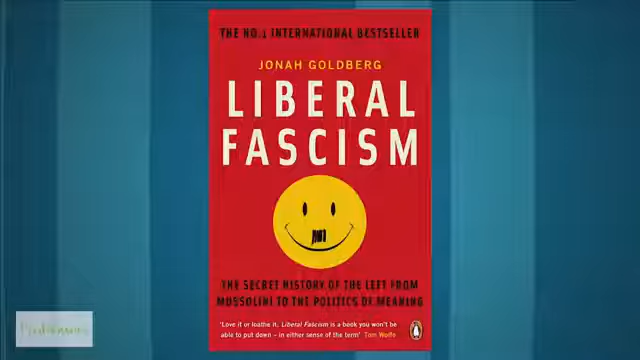 THE NO.1 INTERNATIONAL BESTSELLER
JONAH GOLDBERG
LIBERAL
FASCISM
THE SECRET HISTORY OF THE LEFT FROM
MUSSOLINI TO THE POLITICS OF MEANING
'Love it or loathe it, Liberal Fascism is a book you won't be
able to put down – in either sense of the term' Tom Wolfe